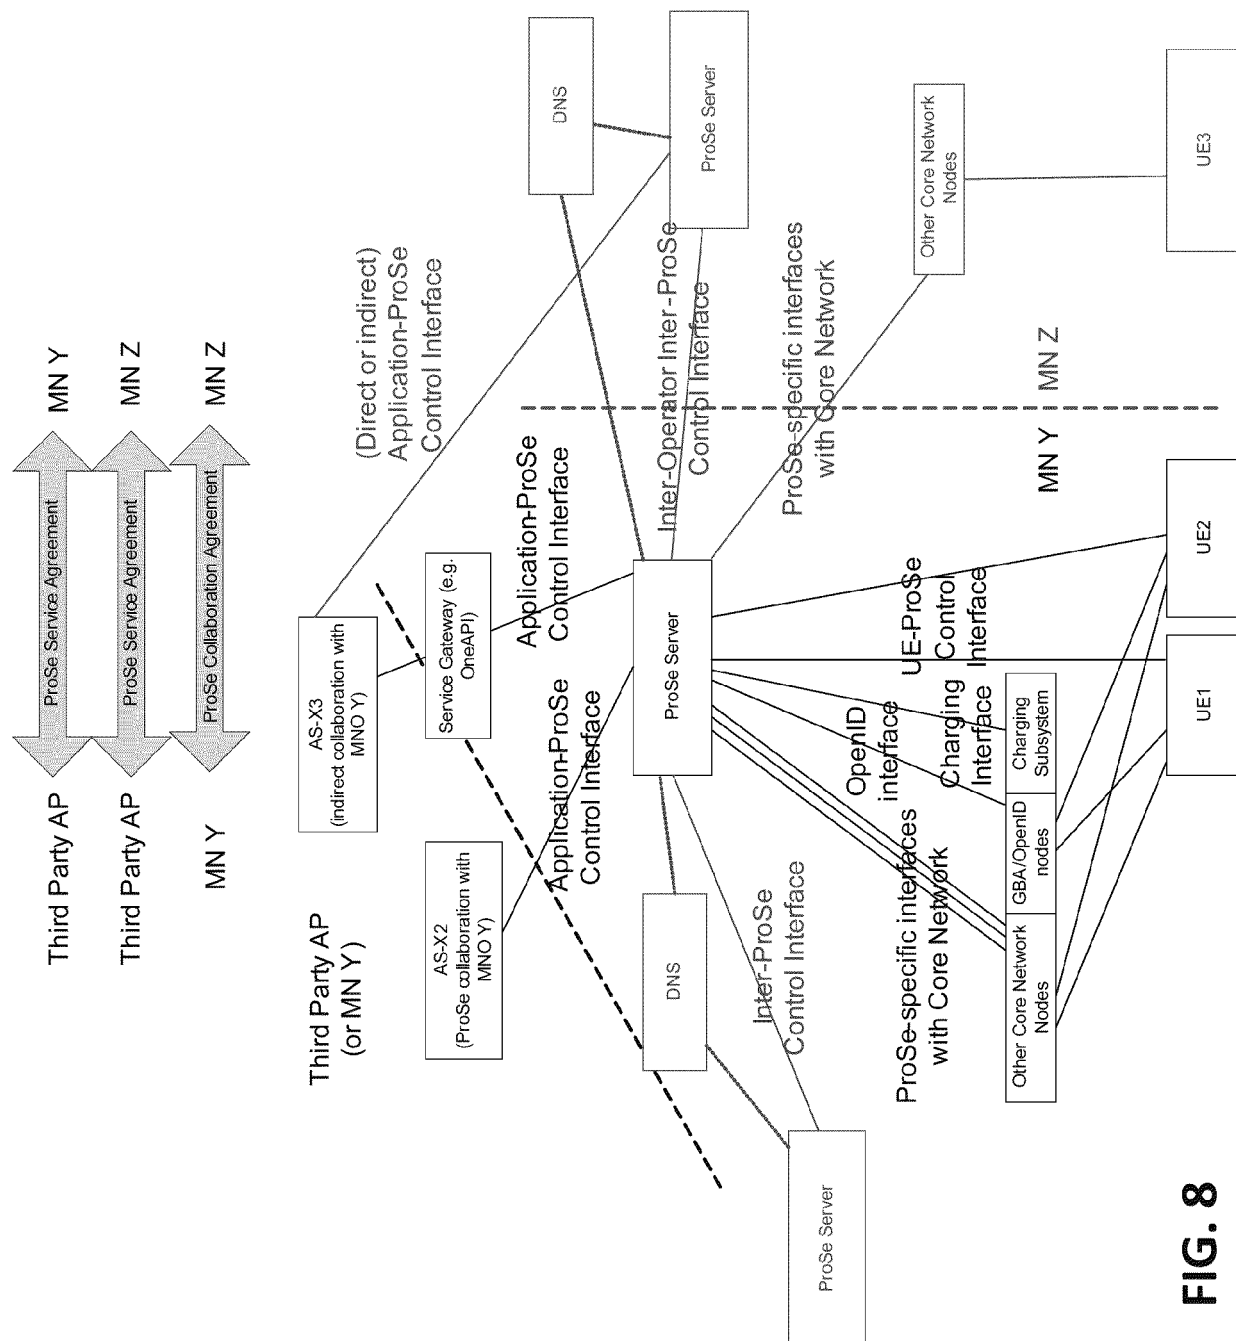 Third Party AP
ProSe Service Agreement
MN Y
Third Party AP
ProSe Service Agreement
MN Z
MN Y
ProSe Collaboration Agreement
MN Z
Third Party AP
(or MN Y)
AS-X3
(indirect collaboration with
MNO Y)
(Direct or indirect)
Application-ProSe
Control Interface
AS-X2
(ProSe collaboration with
MNO Y)
Service Gateway (e.g.
OneAPI)
Application-ProSe
Control Interface
Application-ProSe
Control Interface
DNS
DNS
ProSe Server
ProSe Server
ProSe Server
Inter-Operator Inter-ProSe
Control Interface
Inter-ProSe
Control Interface
ProSe-specific interfaces
with Core Network
ProSe-specific interfaces
with Core Network
OpenID
interface
Charging
Interface
UE-ProSe
Control
Interface
MN Y
MN Z
Other Core Network
Nodes
GBA/OpenID
nodes
Charging
Subsystem
Other Core Network
Nodes
UE1
UE2
UE3
FIG. 8